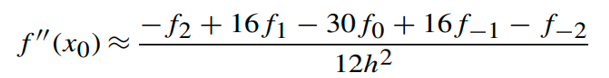 f″(x₀) ≈ (−f₂ + 16f₁ − 30f₀ + 16f₋₁ − f₋₂) / (12h²)